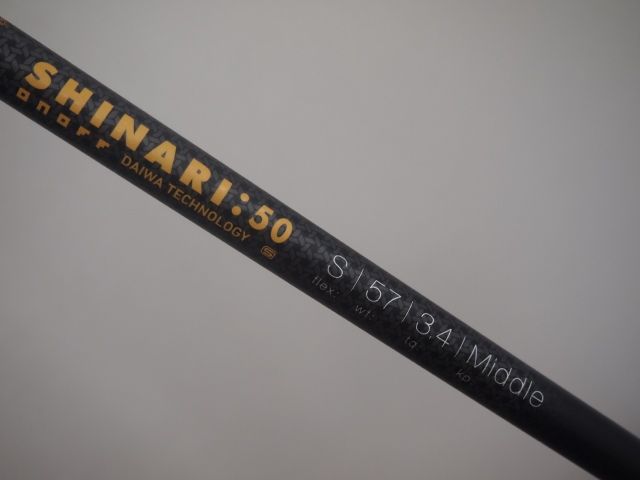 SHINARI:50
onoff
DAIWA TECHNOLOGY S
S | 57 | 3.4 | Middle
flex: wt: tq: kp: